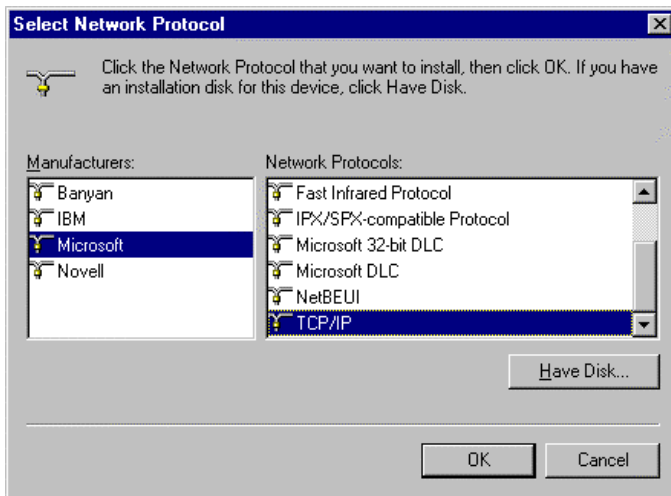 Select Network Protocol
Click the Network Protocol that you want to install, then click OK. If you have
an installation disk for this device, click Have Disk.
Manufacturers:
Banyan
IBM
Microsoft
Novell
Network Protocols:
Fast Infrared Protocol
IPX/SPX-compatible Protocol
Microsoft 32-bit DLC
Microsoft DLC
NetBEUI
TCP/IP
Have Disk...
OK
Cancel